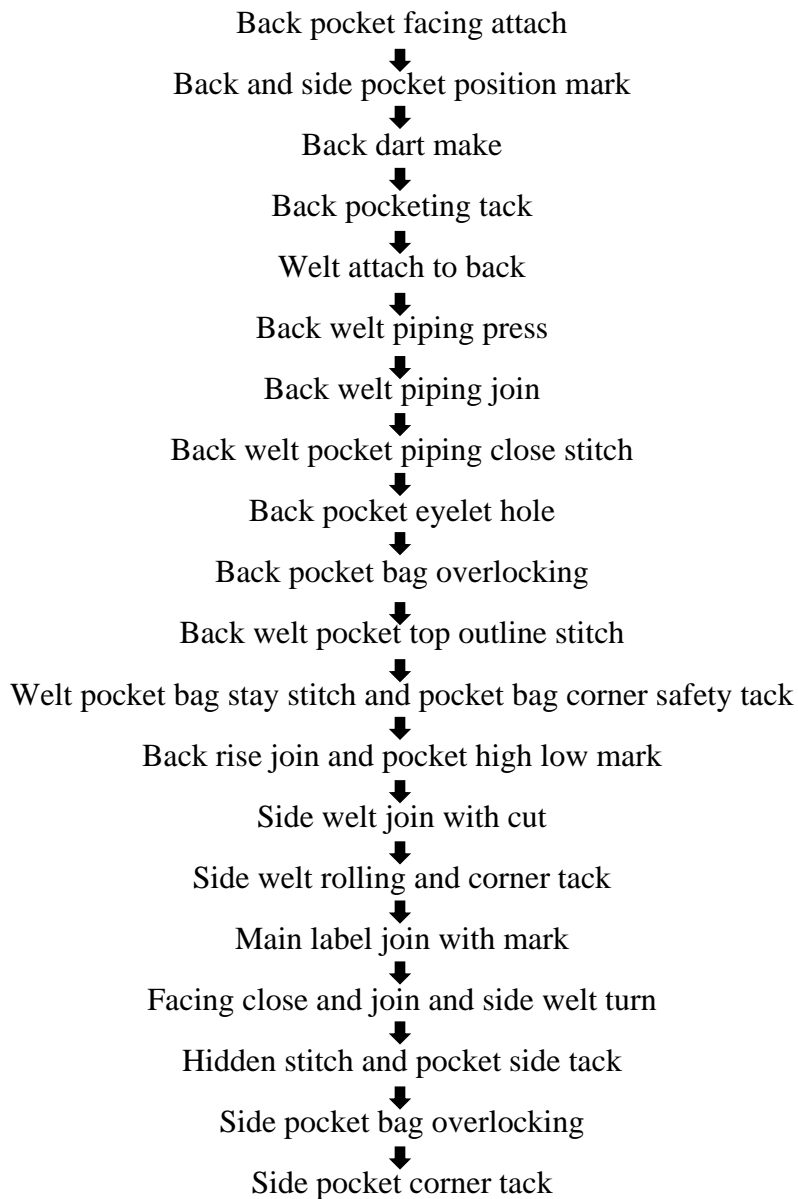 Back pocket facing attach
Back and side pocket position mark
Back dart make
Back pocketing tack
Welt attach to back
Back welt piping press
Back welt piping join
Back welt pocket piping close stitch
Back pocket eyelet hole
Back pocket bag overlocking
Back welt pocket top outline stitch
Welt pocket bag stay stitch and pocket bag corner safety tack
Back rise join and pocket high low mark
Side welt join with cut
Side welt rolling and corner tack
Main label join with mark
Facing close and join and side welt turn
Hidden stitch and pocket side tack
Side pocket bag overlocking
Side pocket corner tack